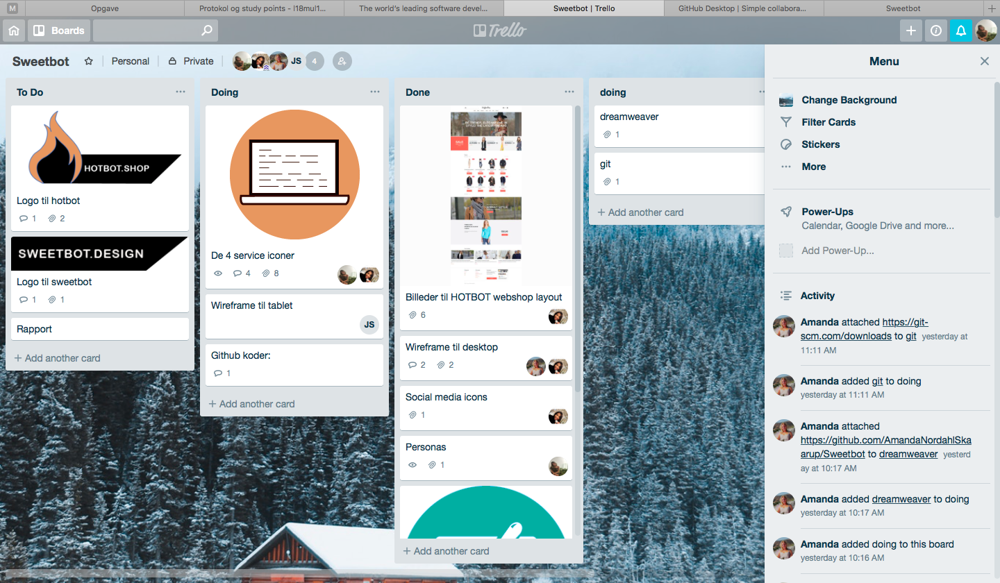 M
Opgave
Protokol og study points - l18mul1...
The world's leading software devel...
Sweetbot | Trello
GitHub Desktop | Simple collabora...
Sweetbot
Boards
Trello
Sweetbot
Personal
Private
JS
4
To Do
HOTBOT.SHOP
Logo til hotbot
1 2
SWEETBOT.DESIGN
Logo til sweetbot
1 1
Rapport
+ Add another card
Doing
De 4 service iconer
4 8
Wireframe til tablet
JS
Github koder:
1
+ Add another card
Done
SALE
Billeder til HOTBOT webshop layout
6
Wireframe til desktop
2 2
Social media icons
1
Personas
1
+ Add another card
doing
dreamweaver
1
git
1
+ Add another card
Menu
Change Background
Filter Cards
Stickers
More
Power-Ups
Calendar, Google Drive and more...
Add Power-Up...
Activity
Amanda attached https://git-
scm.com/downloads to git yesterday at
11:11 AM
Amanda added git to doing
yesterday at 11:11 AM
Amanda attached
https://github.com/AmandaNordahlSka
arup/Sweetbot to dreamweaver yesterd
ay at 10:17 AM
Amanda added dreamweaver to doing
yesterday at 10:17 AM
Amanda added doing to this board
yesterday at 10:16 AM